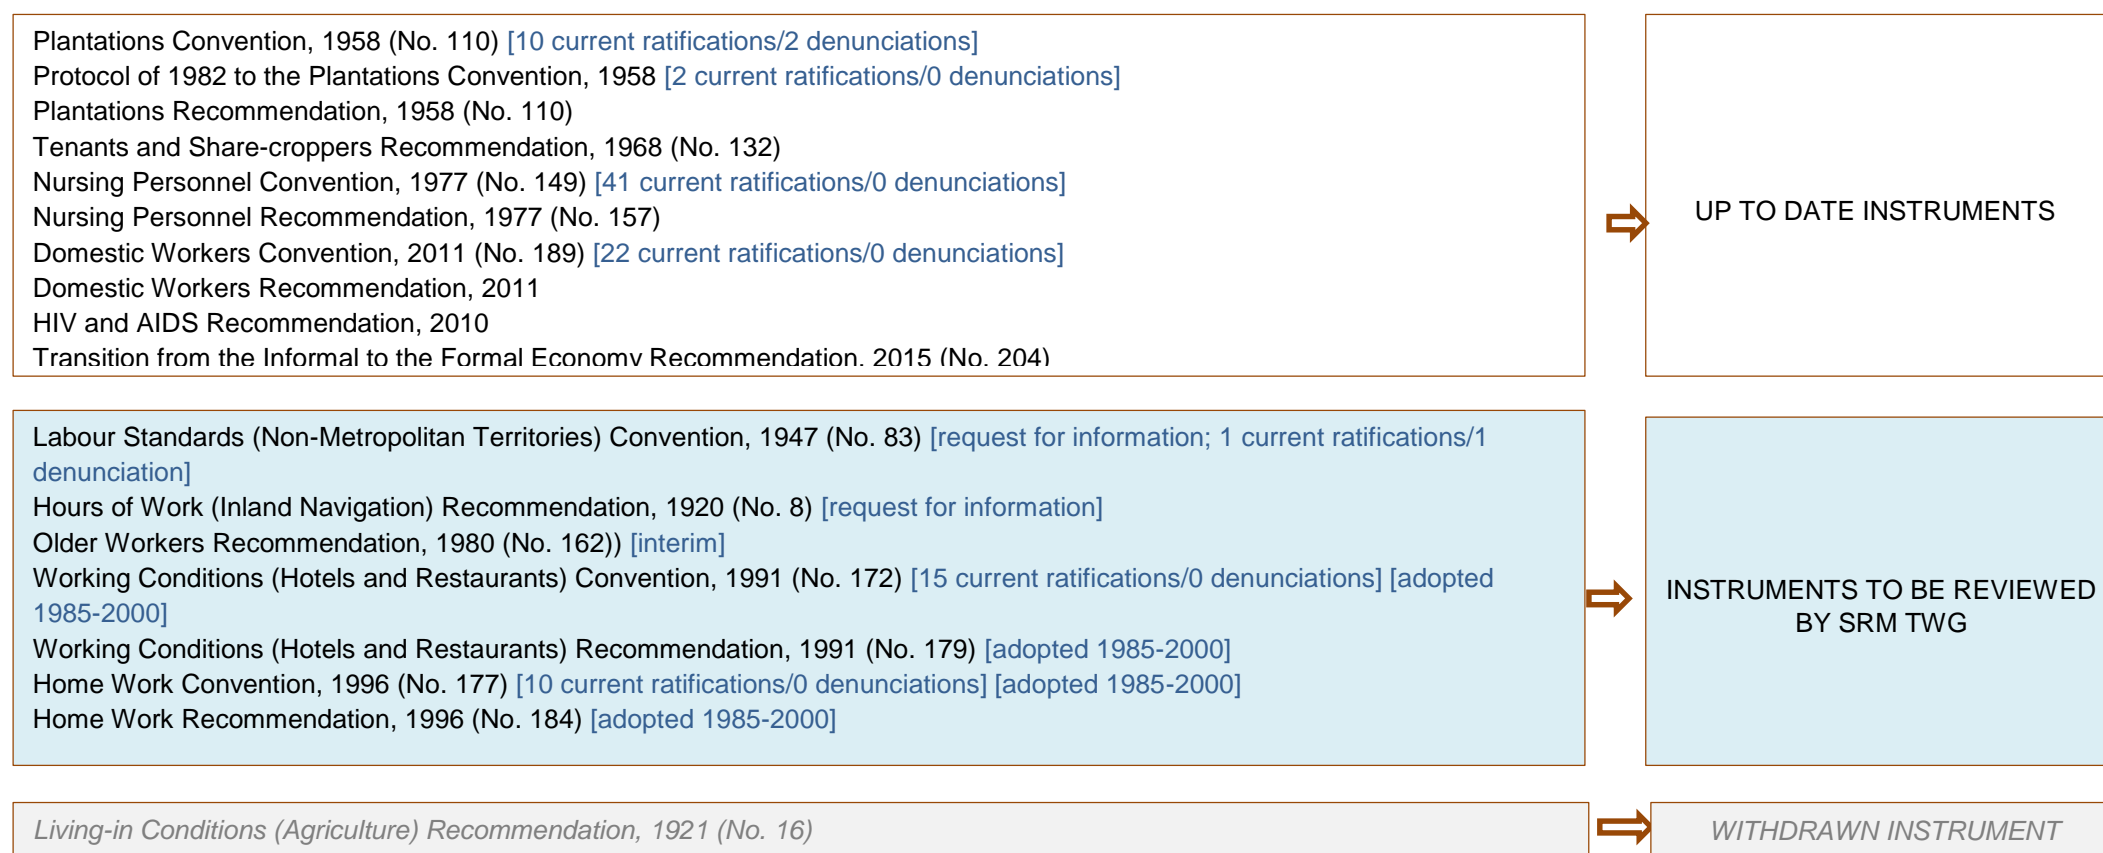 Plantations Convention, 1958 (No. 110) [10 current ratifications/2 denunciations]
Protocol of 1982 to the Plantations Convention, 1958 [2 current ratifications/0 denunciations]
Plantations Recommendation, 1958 (No. 110)
Tenants and Share-croppers Recommendation, 1968 (No. 132)
Nursing Personnel Convention, 1977 (No. 149) [41 current ratifications/0 denunciations]
Nursing Personnel Recommendation, 1977 (No. 157)
Domestic Workers Convention, 2011 (No. 189) [22 current ratifications/0 denunciations]
Domestic Workers Recommendation, 2011
HIV and AIDS Recommendation, 2010
Transition from the Informal to the Formal Economy Recommendation, 2015 (No. 204)
UP TO DATE INSTRUMENTS
Labour Standards (Non-Metropolitan Territories) Convention, 1947 (No. 83) [request for information; 1 current ratifications/1
denunciation]
Hours of Work (Inland Navigation) Recommendation, 1920 (No. 8) [request for information]
Older Workers Recommendation, 1980 (No. 162)) [interim]
Working Conditions (Hotels and Restaurants) Convention, 1991 (No. 172) [15 current ratifications/0 denunciations] [adopted
1985-2000]
Working Conditions (Hotels and Restaurants) Recommendation, 1991 (No. 179) [adopted 1985-2000]
Home Work Convention, 1996 (No. 177) [10 current ratifications/0 denunciations] [adopted 1985-2000]
Home Work Recommendation, 1996 (No. 184) [adopted 1985-2000]
INSTRUMENTS TO BE REVIEWED
BY SRM TWG
Living-in Conditions (Agriculture) Recommendation, 1921 (No. 16)
WITHDRAWN INSTRUMENT